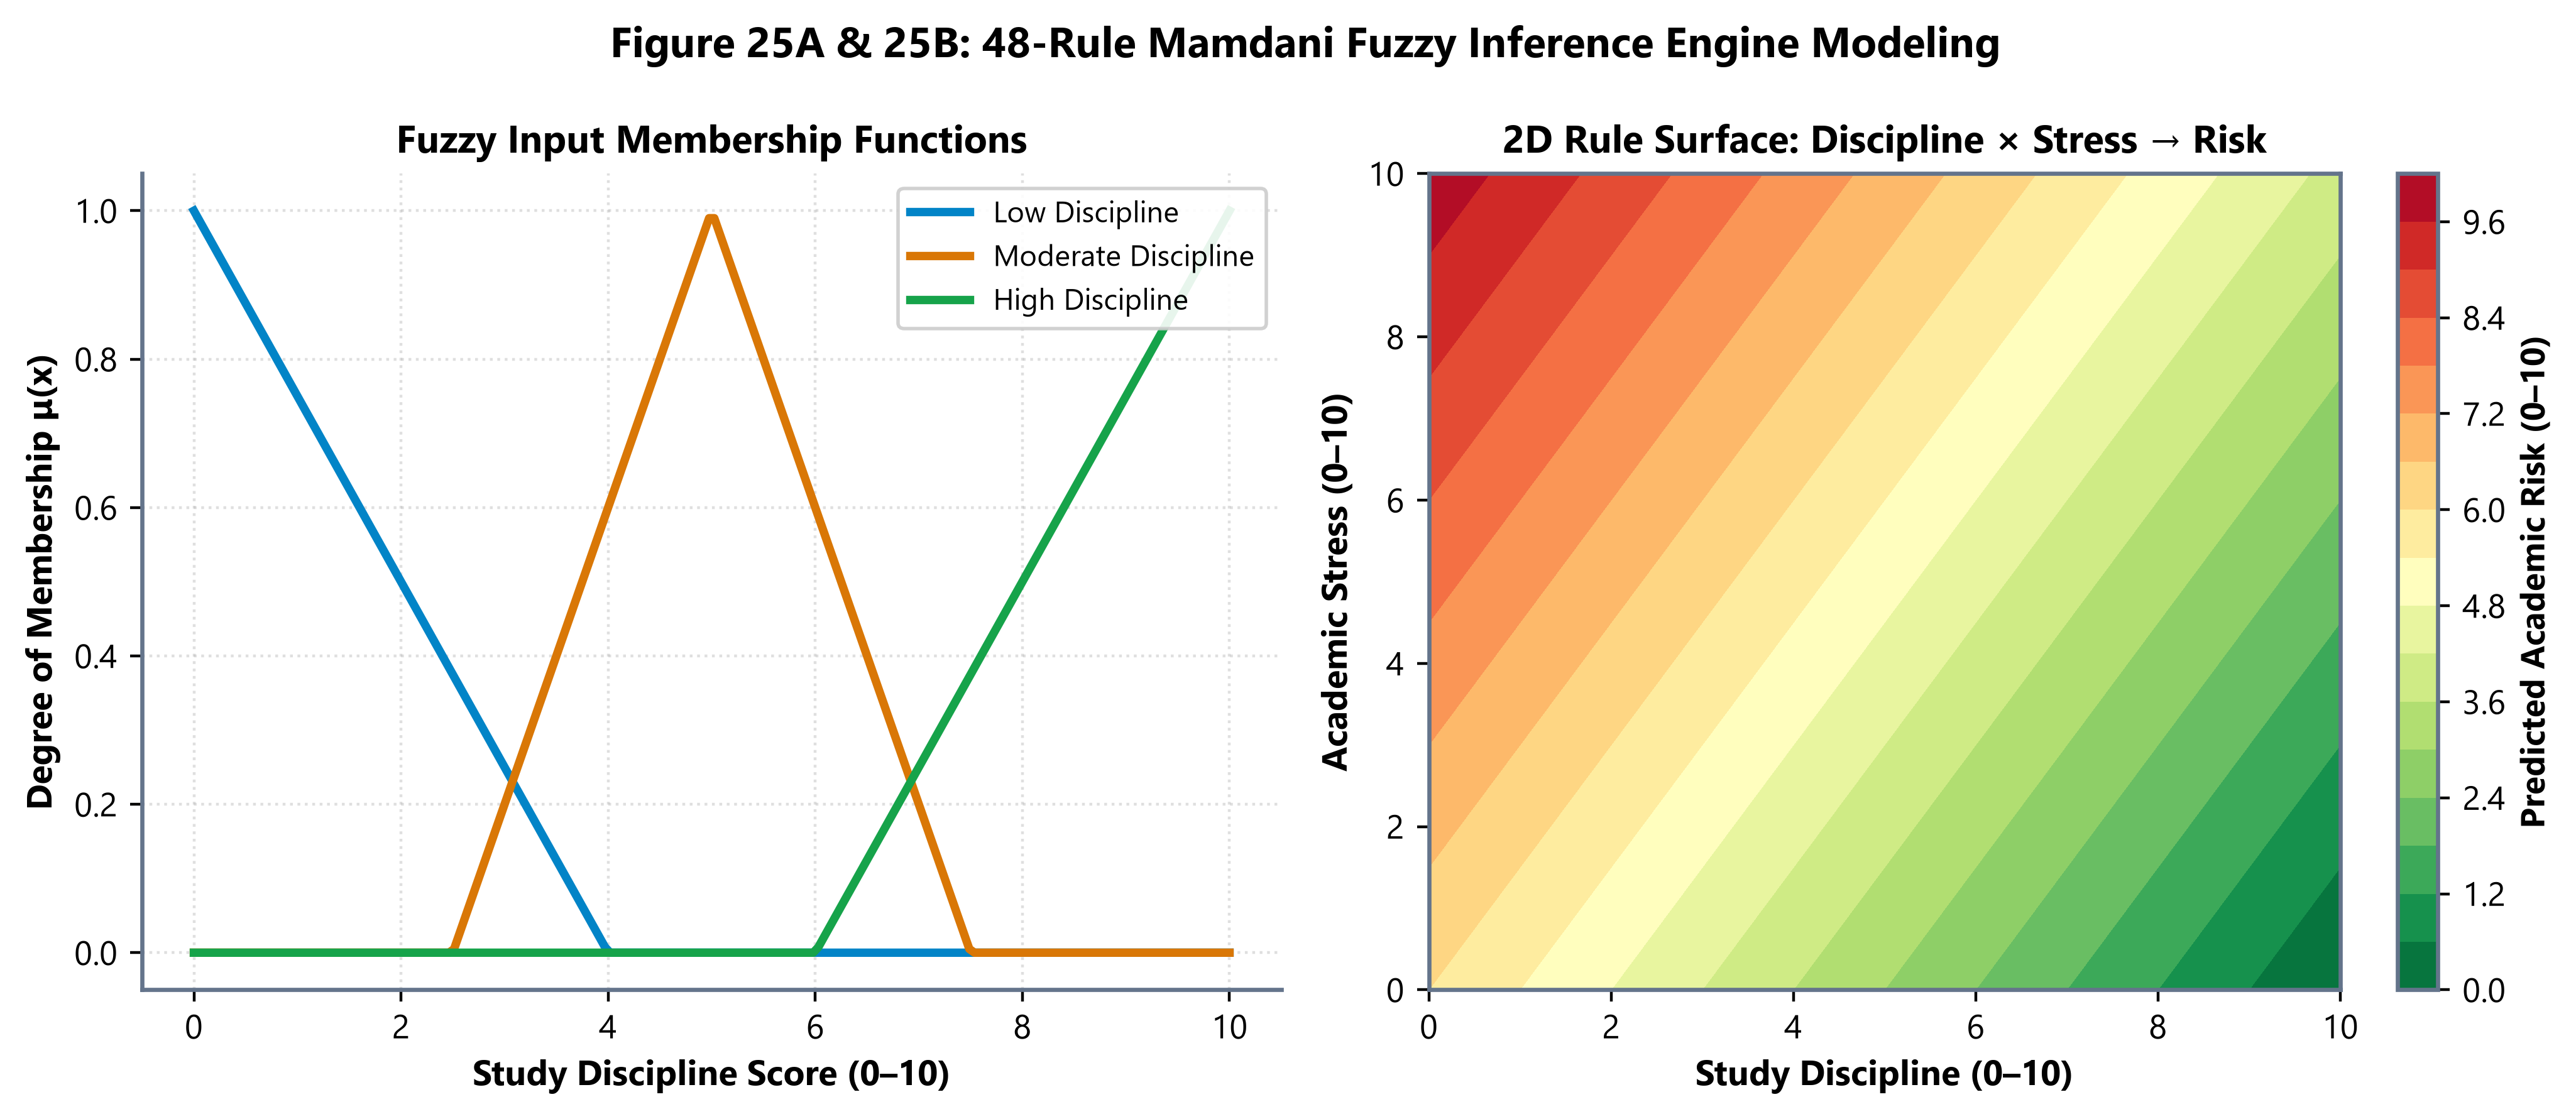 Figure 25A & 25B: 48-Rule Mamdani Fuzzy Inference Engine Modeling
Fuzzy Input Membership Functions
Degree of Membership μ(x)
1.0
0.8
0.6
0.4
0.2
0.0
Low Discipline
Moderate Discipline
High Discipline
0 2 4 6 8 10
Study Discipline Score (0–10)
2D Rule Surface: Discipline × Stress → Risk
Academic Stress (0–10)
10
8
6
4
2
0
0 2 4 6 8 10
Study Discipline (0–10)
9.6
8.4
7.2
6.0
4.8
3.6
2.4
1.2
0.0
Predicted Academic Risk (0–10)